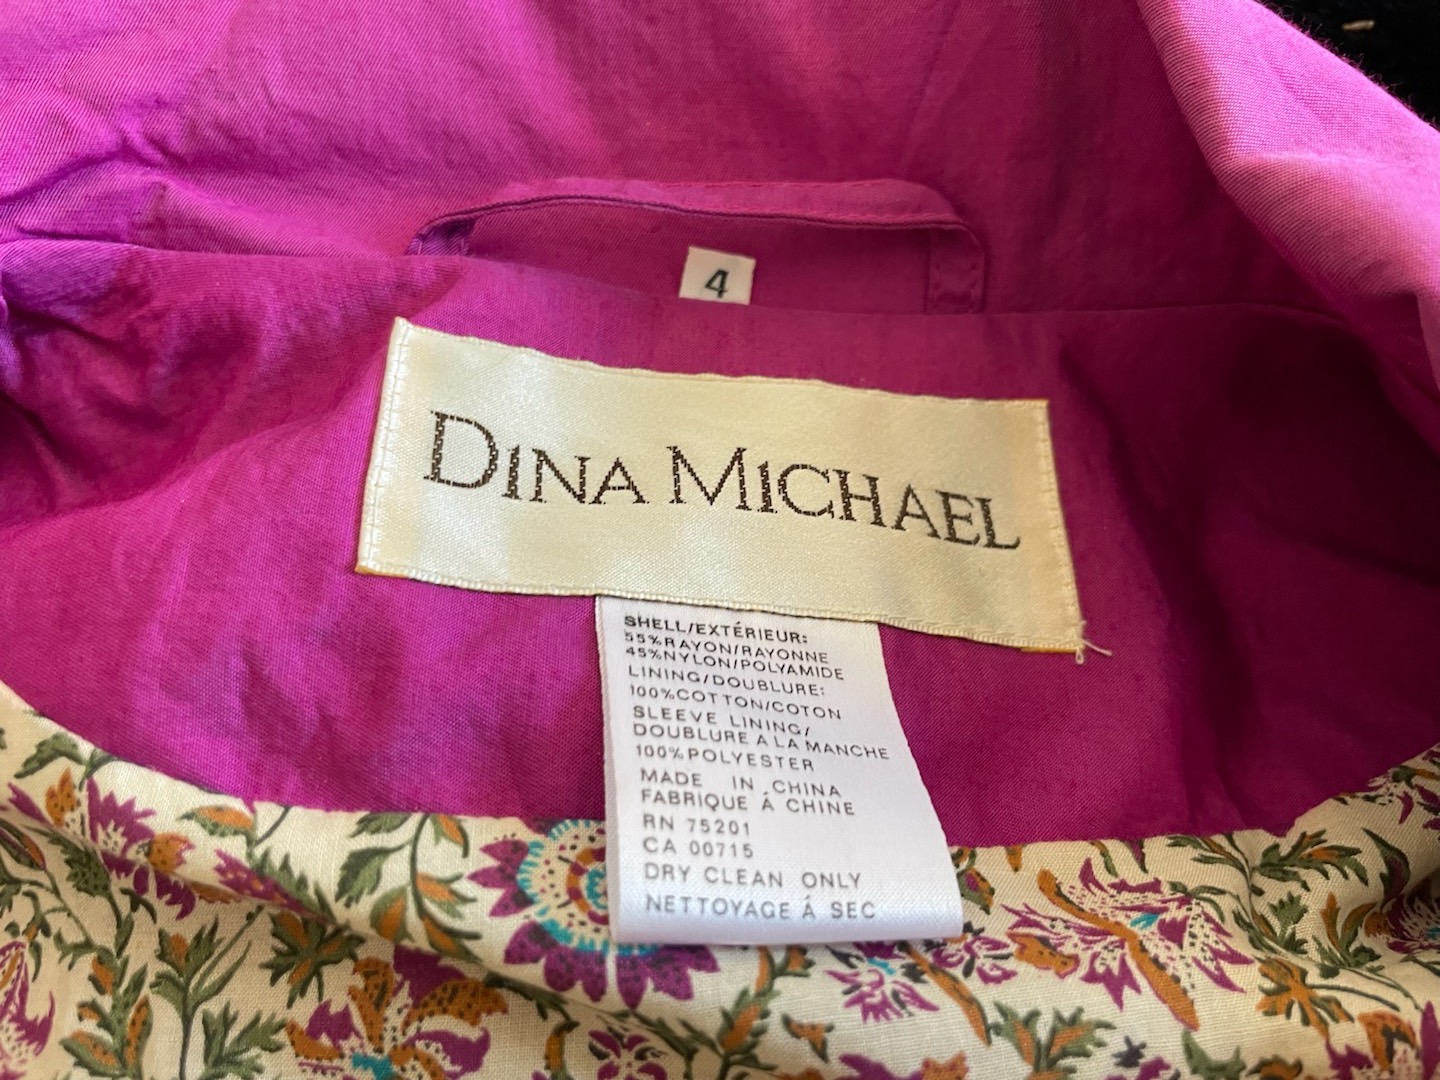 4
DINA MICHAEL
SHELL/EXTÉRIEUR:
55%RAYON/RAYONNE
45%NYLON/POLYAMIDE
LINING/DOUBLURE:
100%COTTON/COTON
SLEEVE LINING/
DOUBLURE A LA MANCHE
100%POLYESTER
MADE IN CHINA
FABRIQUE Á CHINE
RN 75201
CA 00715
DRY CLEAN ONLY
NETTOYAGE Á SEC